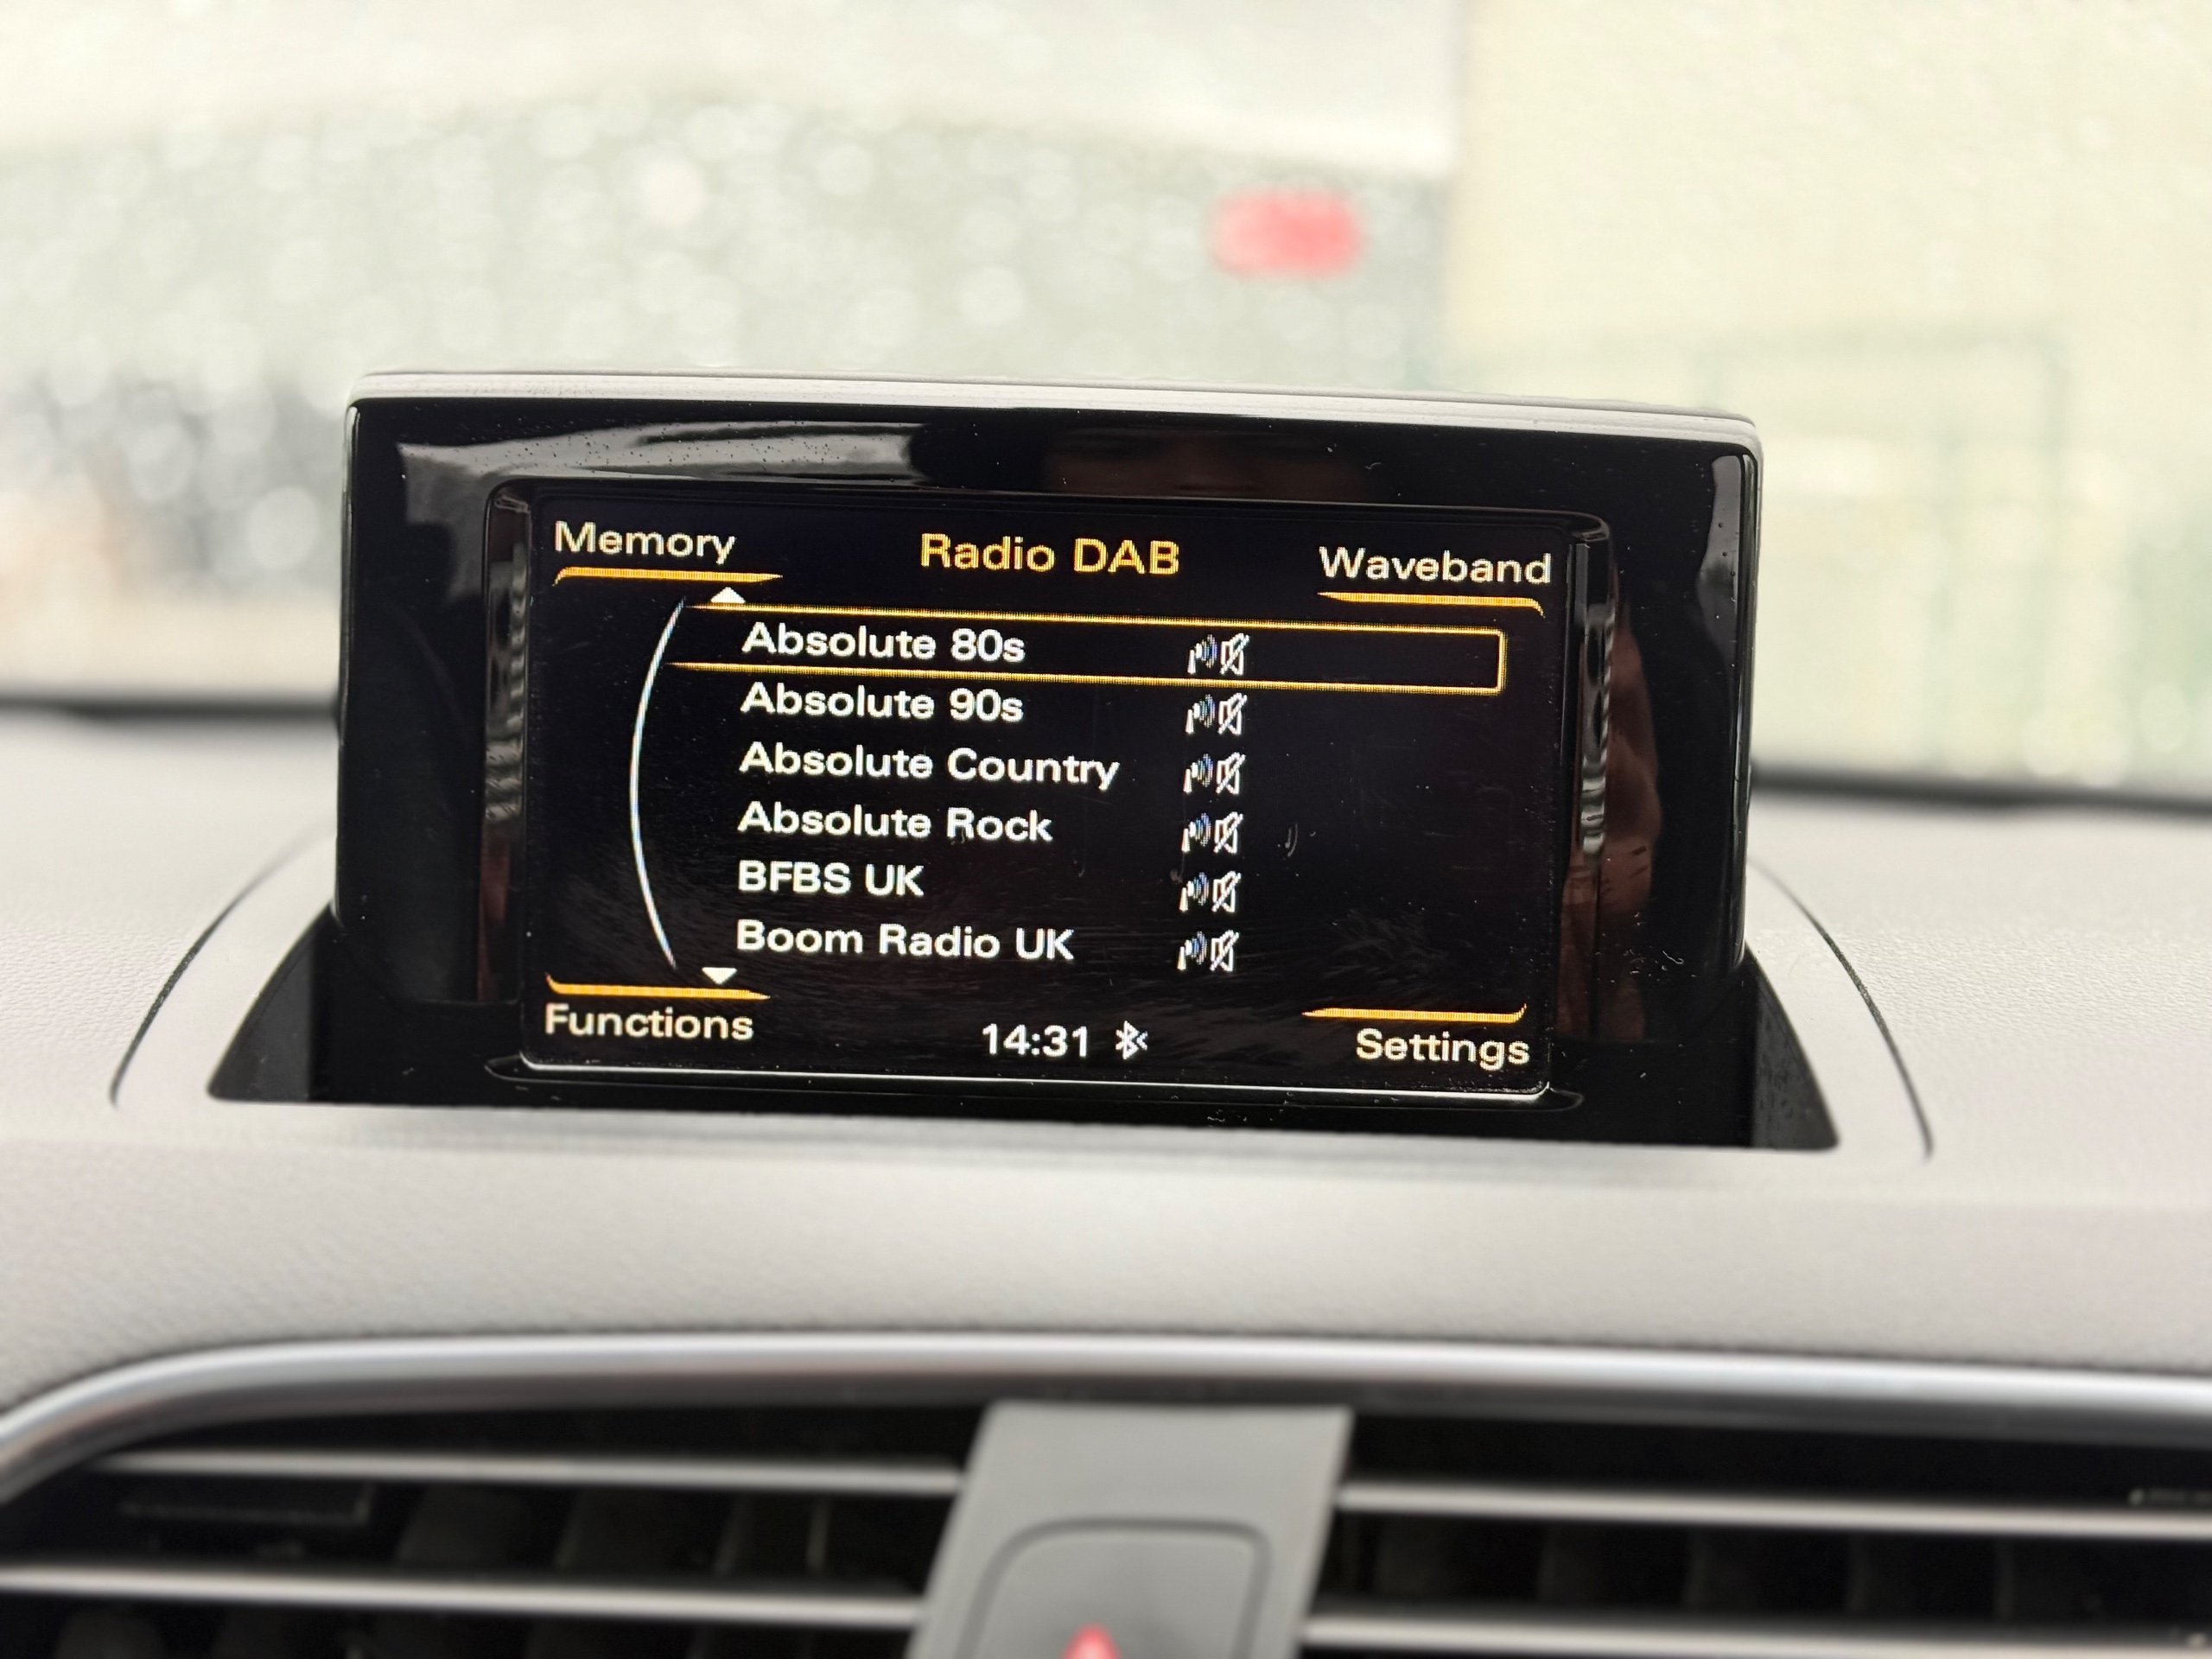 Memory
Radio DAB
Waveband
Absolute 80s
Absolute 90s
Absolute Country
Absolute Rock
BFBS UK
Boom Radio UK
Functions
14:31
Settings